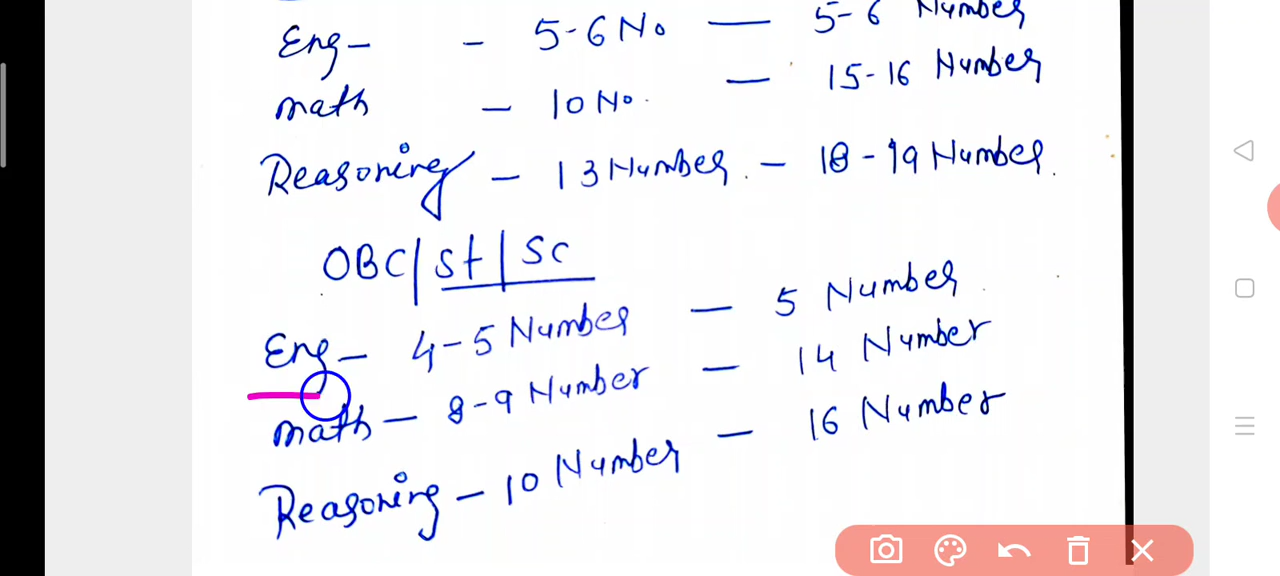 Eng- - 5-6 No — 5-6 Number
math — 10 No. — 15-16 Number
Reasoning — 13 Number. — 18-19 Number.
OBC/St/Sc
Eng — 4-5 Number — 5 Number
math — 8-9 Number — 14 Number
Reasoning — 10 Number — 16 Number